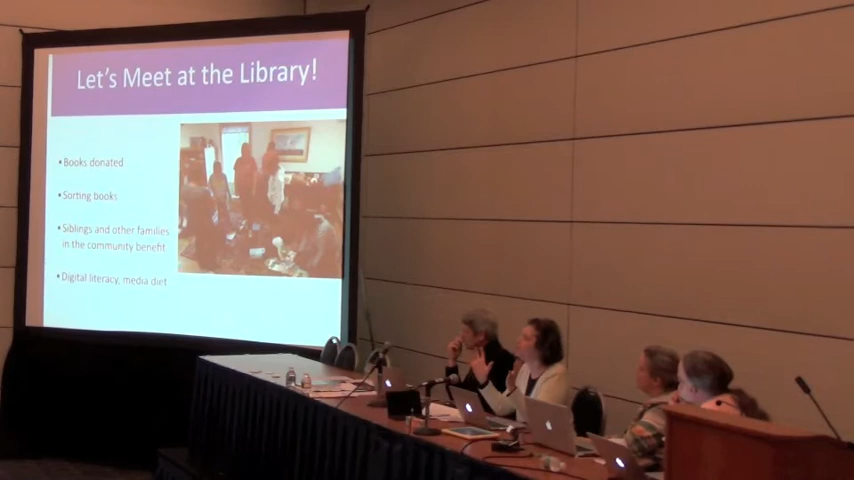 Let's Meet at the Library!
• Books donated
• Sorting books
• Siblings and other families
in the community benefit
• Digital literacy, media diet